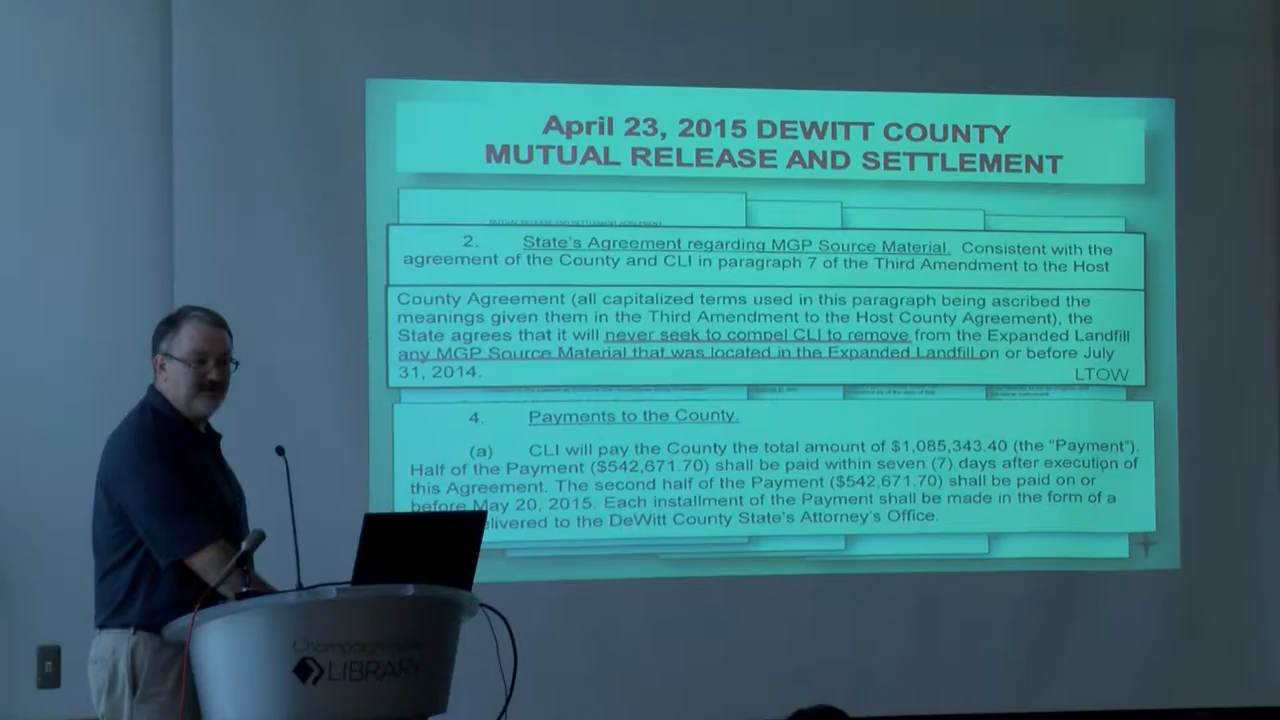 April 23, 2015 DEWITT COUNTY
MUTUAL RELEASE AND SETTLEMENT
MUTUAL RELEASE AND SETTLEMENT AGREEMENT
2. State's Agreement regarding MGP Source Material. Consistent with the
agreement of the County and CLI in paragraph 7 of the Third Amendment to the Host
County Agreement (all capitalized terms used in this paragraph being ascribed the
meanings given them in the Third Amendment to the Host County Agreement), the
State agrees that it will never seek to compel CLI to remove from the Expanded Landfill
any MGP Source Material that was located in the Expanded Landfill on or before July
31, 2014.
LTOW
4. Payments to the County.
(a) CLI will pay the County the total amount of $1,085,343.40 (the "Payment").
Half of the Payment ($542,671.70) shall be paid within seven (7) days after execution of
this Agreement. The second half of the Payment ($542,671,70) shall be paid on or
before May 20, 2015. Each installment of the Payment shall be made in the form of a
livered to the DeWitt County State's Attorney's Office.
Champaign
LIBRARY